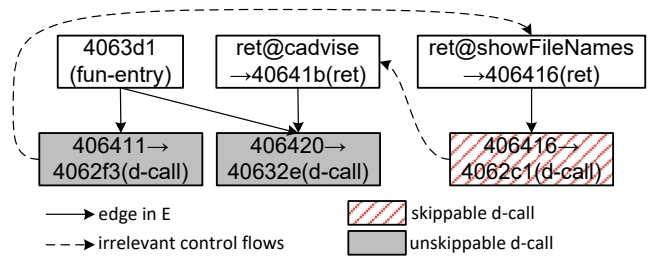 4063d1
(fun-entry)
ret@cadvise
→40641b(ret)
ret@showFileNames
→406416(ret)
406411→
4062f3(d-call)
406420→
40632e(d-call)
406416→
4062c1(d-call)
edge in E
skippable d-call
irrelevant control flows
unskippable d-call